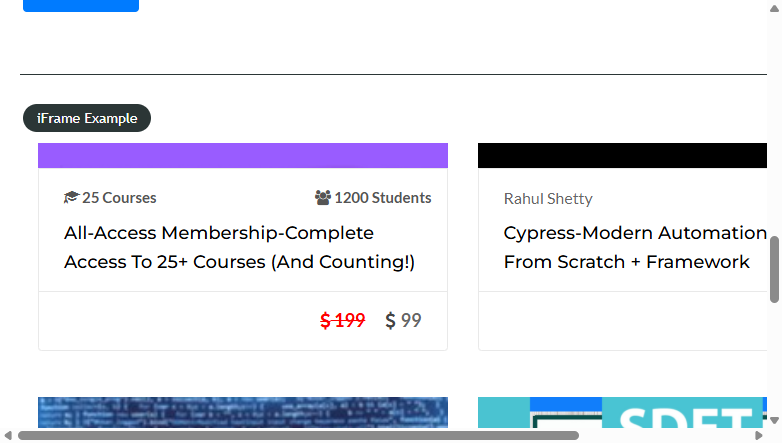 iFrame Example
25 Courses 1200 Students
All-Access Membership-Complete
Access To 25+ Courses (And Counting!)
$ 199 $ 99
Rahul Shetty
Cypress-Modern Automation
From Scratch + Framework
SDET